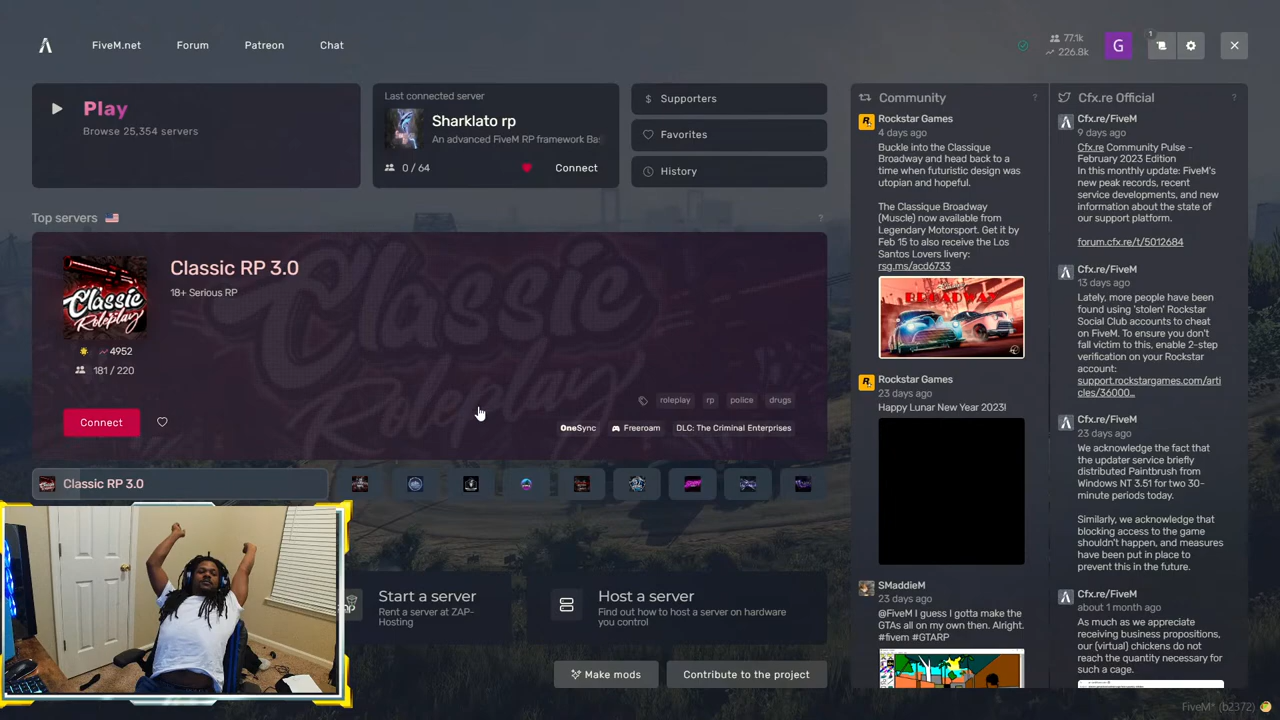 FiveM.net
Forum
Patreon
Chat
77.1k
226.8k
G
1
Play
Browse 25,354 servers
Last connected server
Sharklato rp
An advanced FiveM RP framework Ba
0 / 64
Connect
$ Supporters
Favorites
History
Top servers
?
Classic Roleplay
Classic RP 3.0
18+ Serious RP
4952
181 / 220
Connect
roleplay
rp
police
drugs
OneSync
Freeroam
DLC: The Criminal Enterprises
Classic RP 3.0
Start a server
Rent a server at ZAP-
Hosting
Host a server
Find out how to host a server on hardware
you control
Make mods
Contribute to the project
Community
?
Rockstar Games
4 days ago
Buckle into the Classique
Broadway and head back to a
time when futuristic design was
utopian and hopeful.
The Classique Broadway
(Muscle) now available from
Legendary Motorsport. Get it by
Feb 15 to also receive the Los
Santos Lovers livery:
rsg.ms/acd6733
BROADWAY
Rockstar Games
23 days ago
Happy Lunar New Year 2023!
SMaddieM
23 days ago
@FiveM I guess I gotta make the
GTAs all on my own then. Alright.
#fivem #GTARP
Cfx.re Official
?
Cfx.re/FiveM
9 days ago
Cfx.re Community Pulse -
February 2023 Edition
In this monthly update: FiveM's
new peak records, recent
service developments, and new
information about the state of
our support platform.
forum.cfx.re/t/5012684
Cfx.re/FiveM
13 days ago
Lately, more people have been
found using 'stolen' Rockstar
Social Club accounts to cheat
on FiveM. To ensure you don't
fall victim to this, enable 2-step
verification on your Rockstar
account:
support.rockstargames.com/arti
cles/36000…
Cfx.re/FiveM
23 days ago
We acknowledge the fact that
the updater service briefly
distributed Paintbrush from
Windows NT 3.51 for two 30-
minute periods today.
Similarly, we acknowledge that
blocking access to the game
shouldn't happen, and measures
have been put in place to
prevent this in the future.
Cfx.re/FiveM
about 1 month ago
As much as we appreciate
receiving business propositions,
our (virtual) chickens do not
reach the quantity necessary for
such a cage.
FiveM* (b2372)